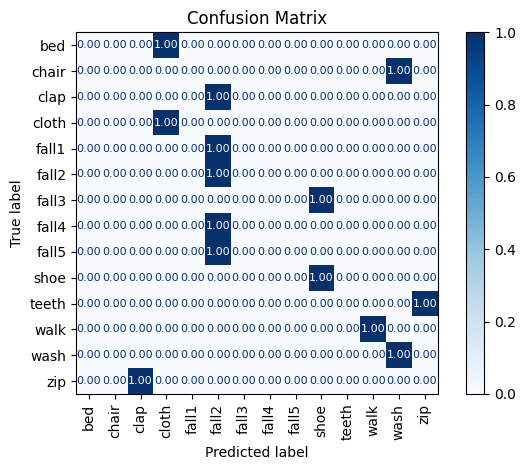 Confusion Matrix
bed 0.00 0.00 0.00 1.00 0.00 0.00 0.00 0.00 0.00 0.00 0.00 0.00 0.00 0.00
chair 0.00 0.00 0.00 0.00 0.00 0.00 0.00 0.00 0.00 0.00 0.00 0.00 1.00 0.00
clap 0.00 0.00 0.00 0.00 0.00 1.00 0.00 0.00 0.00 0.00 0.00 0.00 0.00 0.00
cloth 0.00 0.00 0.00 1.00 0.00 0.00 0.00 0.00 0.00 0.00 0.00 0.00 0.00 0.00
fall1 0.00 0.00 0.00 0.00 0.00 1.00 0.00 0.00 0.00 0.00 0.00 0.00 0.00 0.00
fall2 0.00 0.00 0.00 0.00 0.00 1.00 0.00 0.00 0.00 0.00 0.00 0.00 0.00 0.00
fall3 0.00 0.00 0.00 0.00 0.00 0.00 0.00 0.00 0.00 1.00 0.00 0.00 0.00 0.00
fall4 0.00 0.00 0.00 0.00 0.00 1.00 0.00 0.00 0.00 0.00 0.00 0.00 0.00 0.00
fall5 0.00 0.00 0.00 0.00 0.00 1.00 0.00 0.00 0.00 0.00 0.00 0.00 0.00 0.00
shoe 0.00 0.00 0.00 0.00 0.00 0.00 0.00 0.00 0.00 1.00 0.00 0.00 0.00 0.00
teeth 0.00 0.00 0.00 0.00 0.00 0.00 0.00 0.00 0.00 0.00 0.00 0.00 0.00 1.00
walk 0.00 0.00 0.00 0.00 0.00 0.00 0.00 0.00 0.00 0.00 0.00 1.00 0.00 0.00
wash 0.00 0.00 0.00 0.00 0.00 0.00 0.00 0.00 0.00 0.00 0.00 0.00 1.00 0.00
zip 0.00 0.00 1.00 0.00 0.00 0.00 0.00 0.00 0.00 0.00 0.00 0.00 0.00 0.00
bed chair clap cloth fall1 fall2 fall3 fall4 fall5 shoe teeth walk wash zip
Predicted label
True label
1.0
0.8
0.6
0.4
0.2
0.0